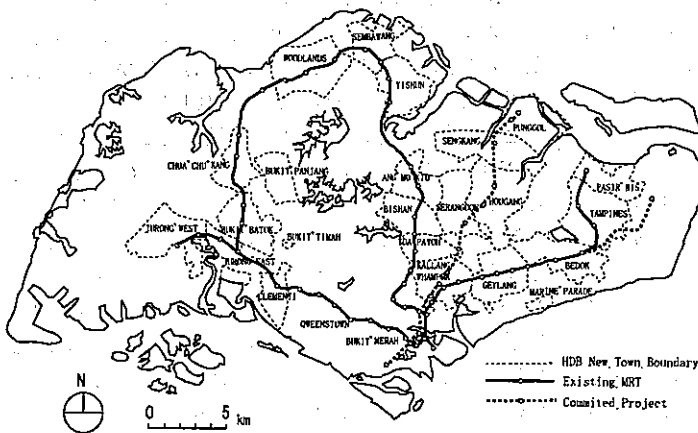 SEMBAWANG
WOODLANDS
YISHUN
PUNGGOL
SENGKANG
CHUA CHU KANG
BUKIT PANJANG
ANG MO KIO
PASIR RIS
SERANGOON
HOUGANG
BISHAN
TAMPINES
JURONG WEST
BUKIT BATOK
BUKIT TIMAH
TOA PAYOH
JURONG EAST
KALLANG
WHAMPOA
BEDOK
GEYLANG
CLEMENTI
MARINE PARADE
QWEENSTOWN
BUKIT MERAH
HDB New Town Boundary
N
Existing MRT
Commited Project
0 5
km